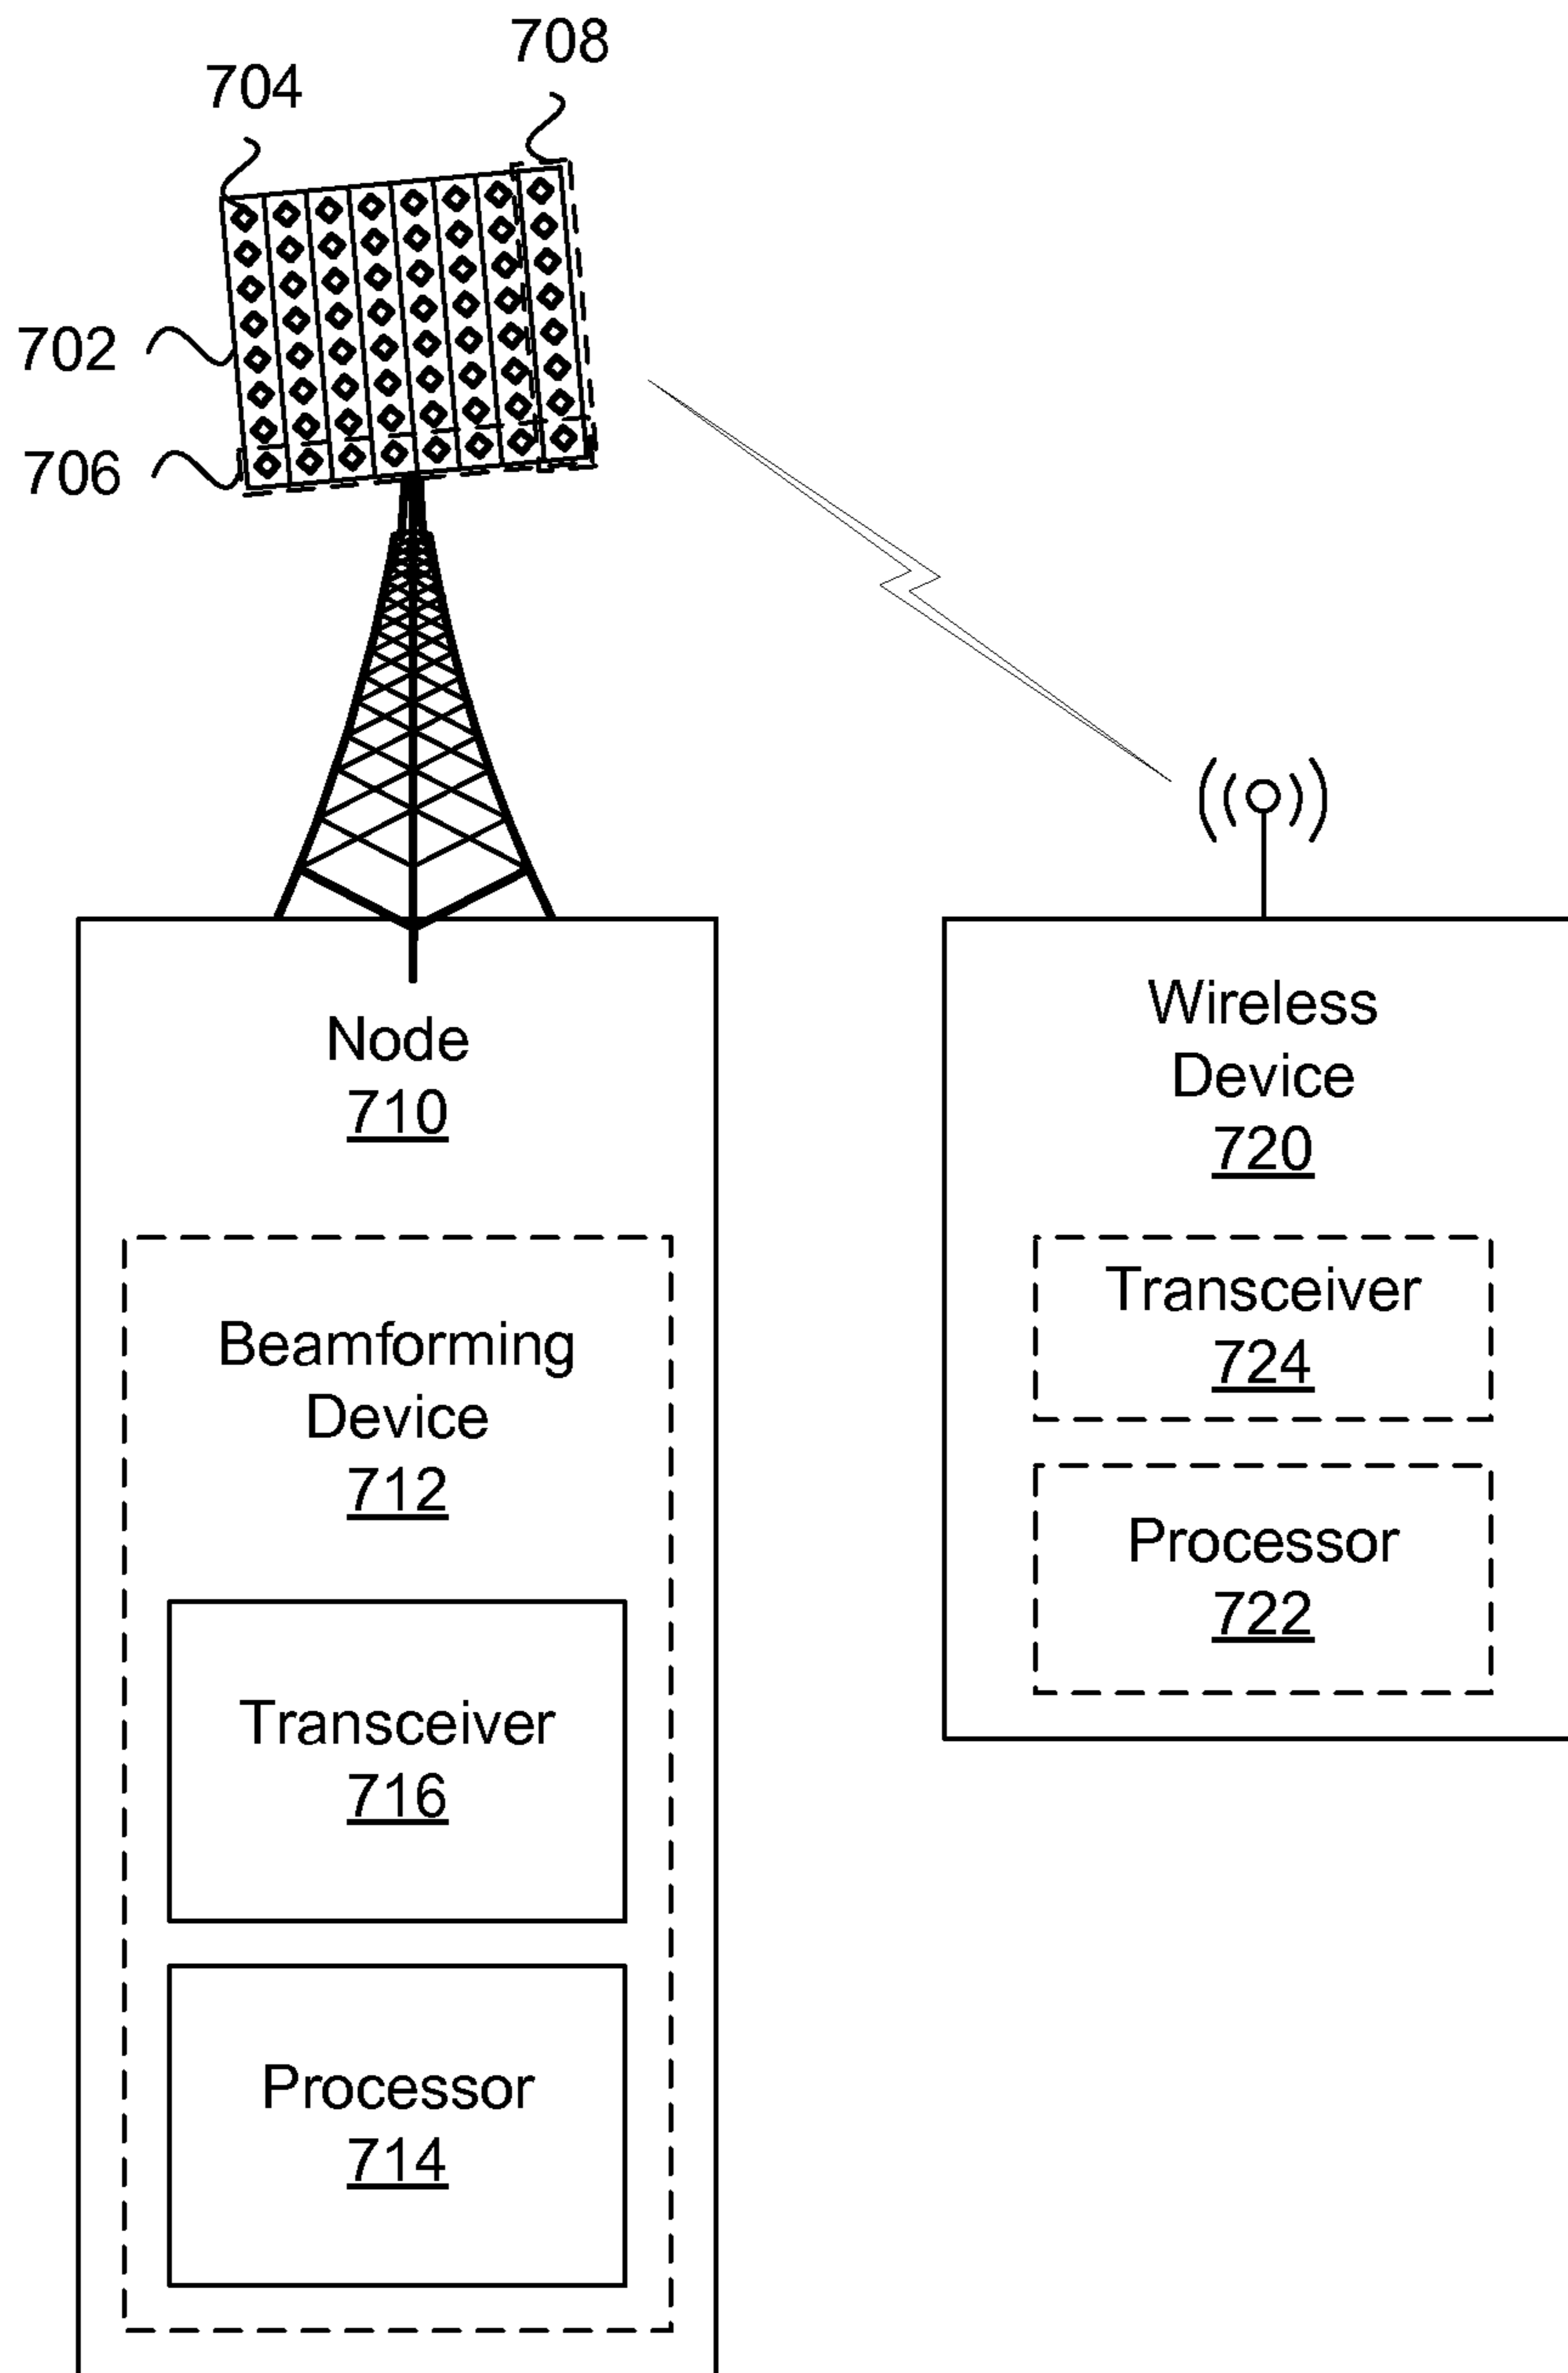 708
704
702
706
Node
710
Wireless
Device
720
Beamforming
Device
712
Transceiver
716
Processor
714
Transceiver
724
Processor
722